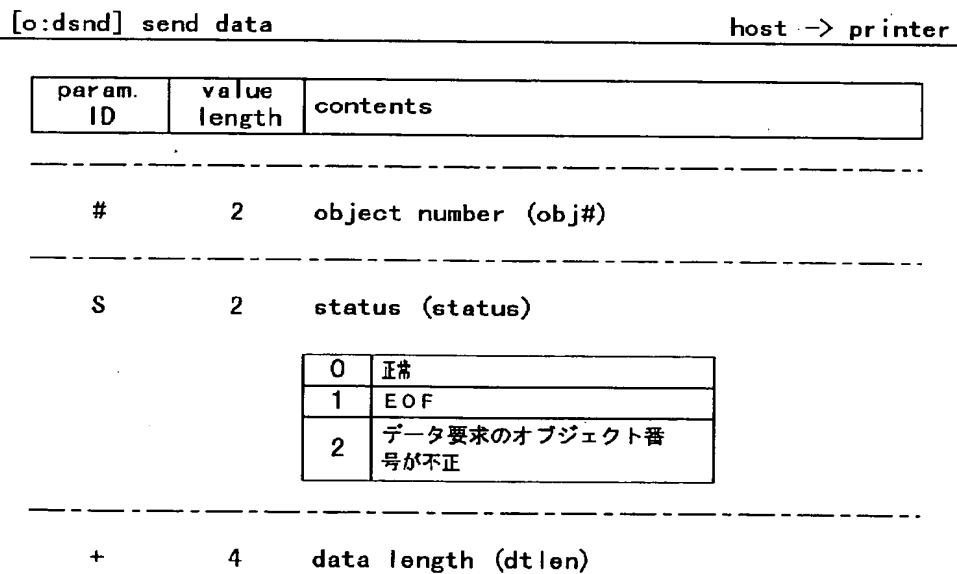 [o:dsnd] send data host -> printer
param. ID value length contents
# 2 object number (obj#)
S 2 status (status)
0 正常
1 EOF
2 データ要求のオブジェクト番
号が不正
+ 4 data length (dtlen)